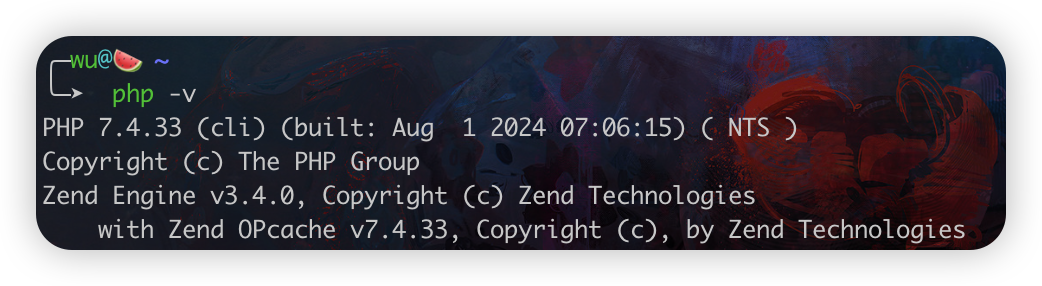 wu@🍉 ~
php -v
PHP 7.4.33 (cli) (built: Aug  1 2024 07:06:15) ( NTS )
Copyright (c) The PHP Group
Zend Engine v3.4.0, Copyright (c) Zend Technologies
    with Zend OPcache v7.4.33, Copyright (c), by Zend Technologies